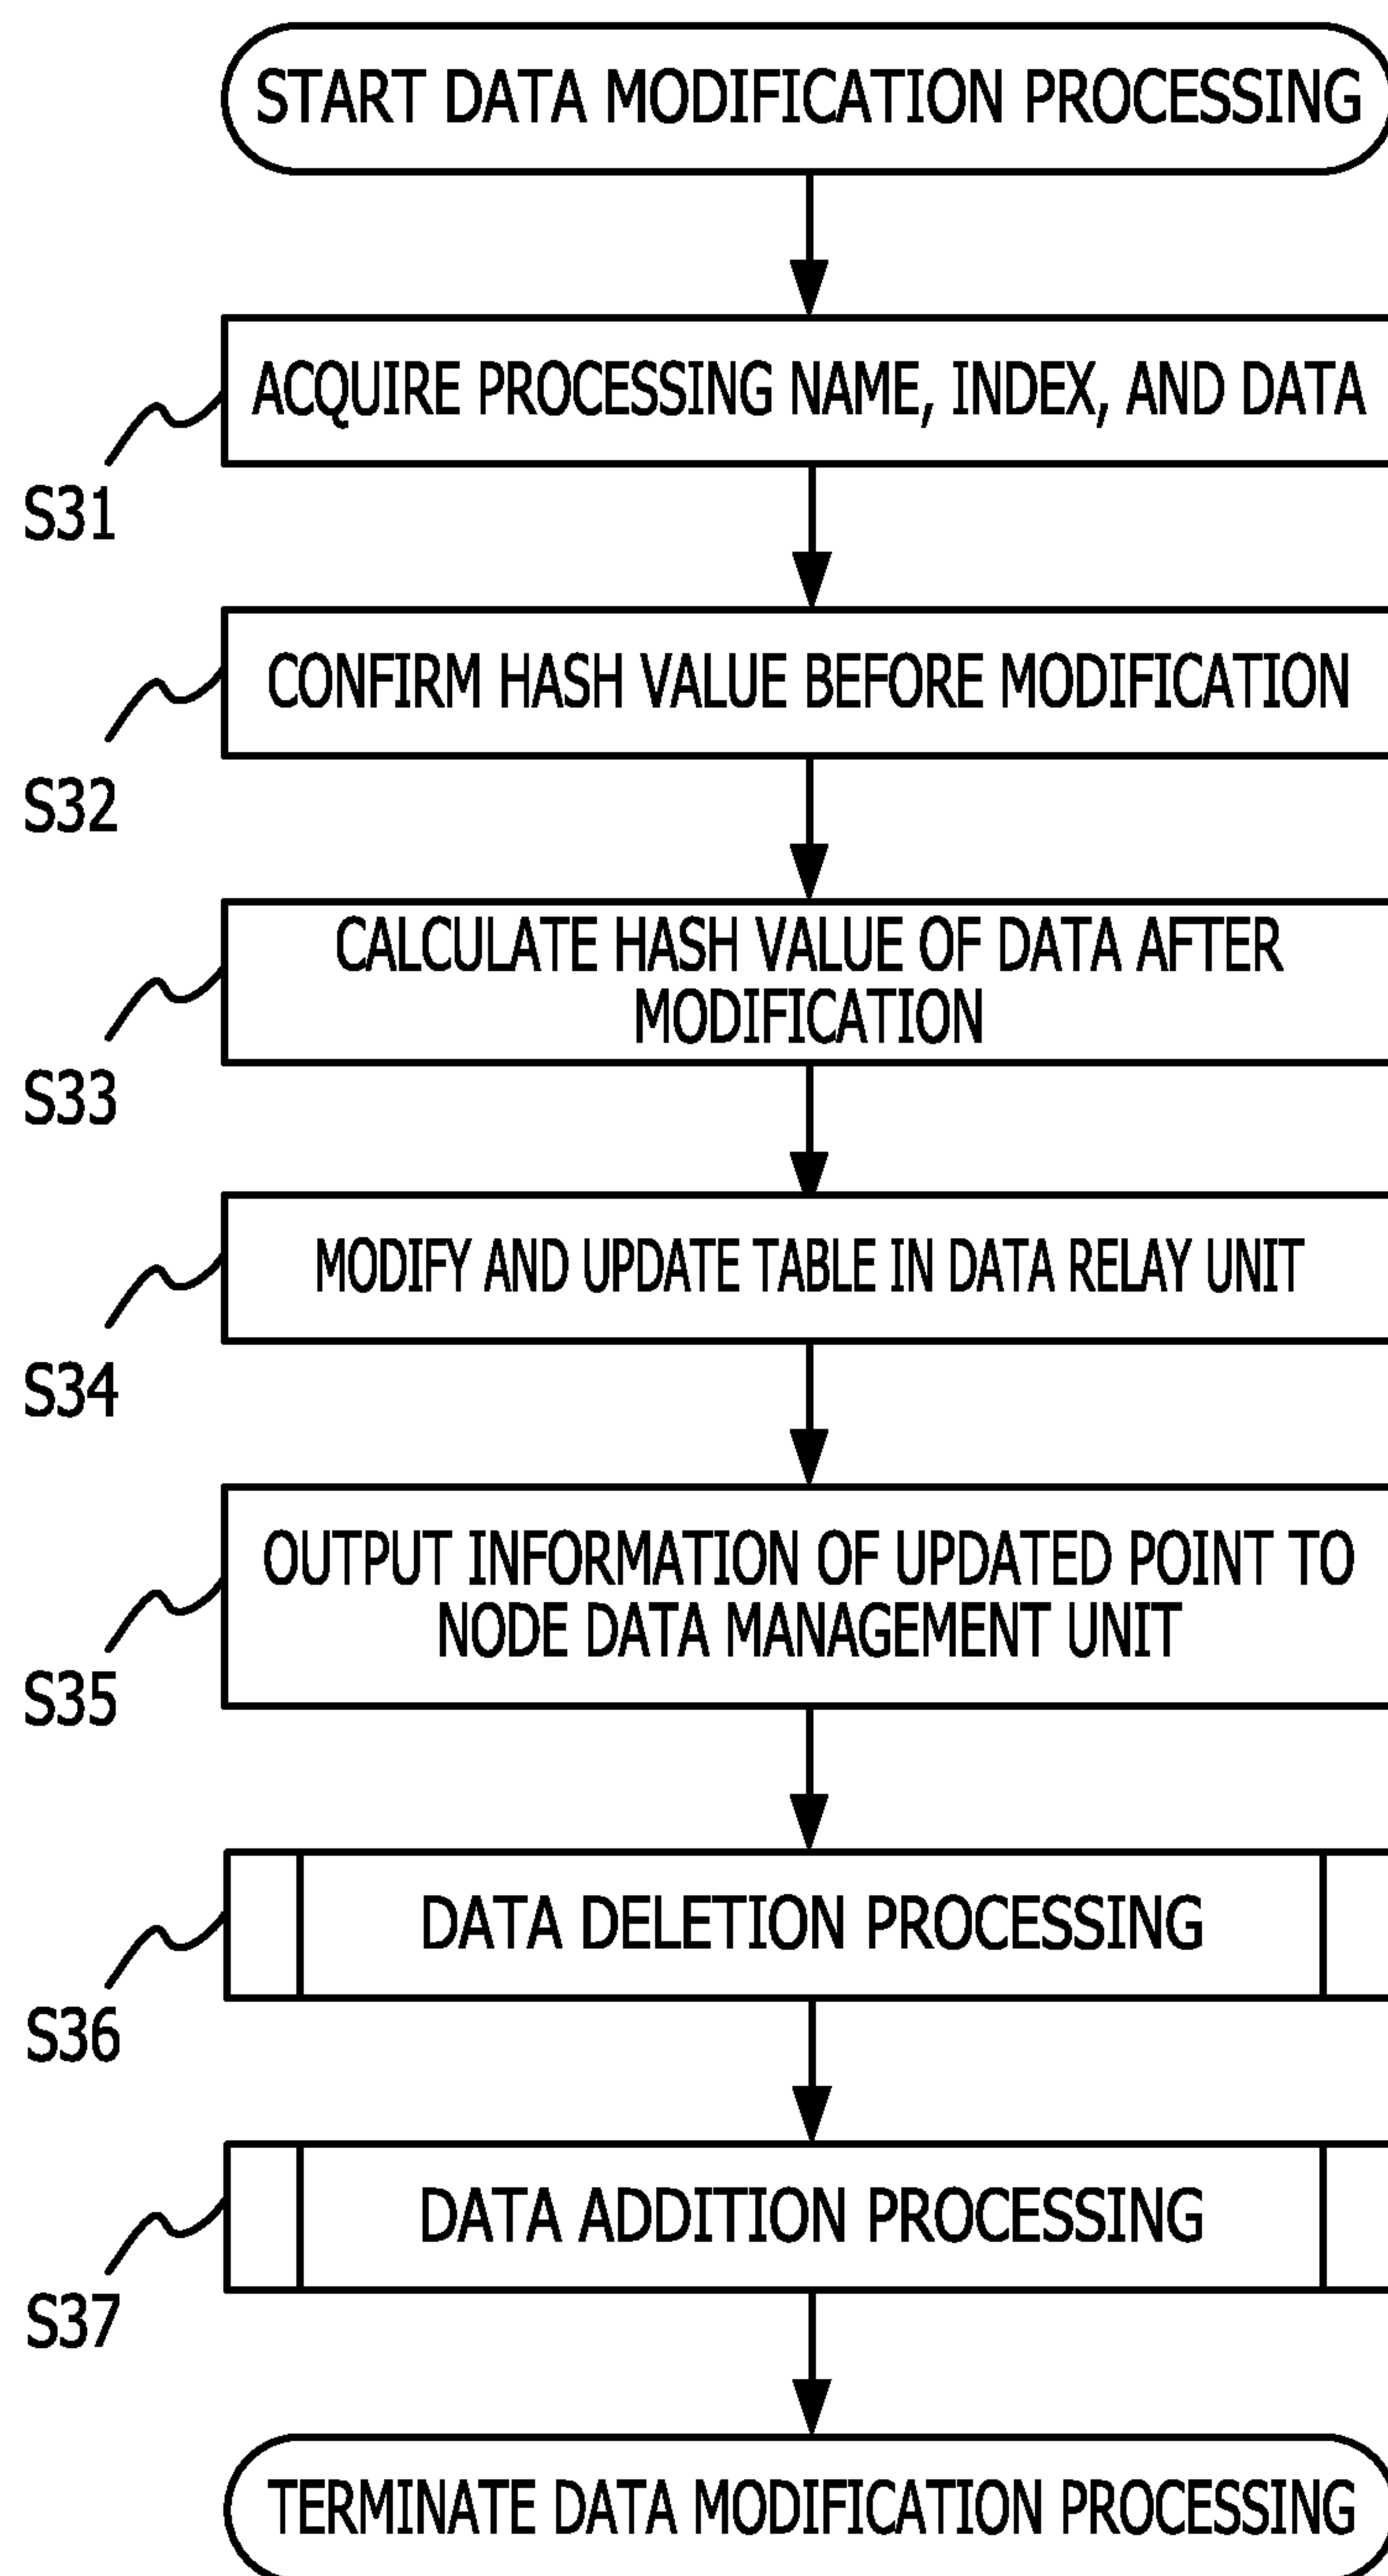 START DATA MODIFICATION PROCESSING
ACQUIRE PROCESSING NAME, INDEX, AND DATA
S31
CONFIRM HASH VALUE BEFORE MODIFICATION
S32
CALCULATE HASH VALUE OF DATA AFTER
MODIFICATION
S33
MODIFY AND UPDATE TABLE IN DATA RELAY UNIT
S34
OUTPUT INFORMATION OF UPDATED POINT TO
NODE DATA MANAGEMENT UNIT
S35
DATA DELETION PROCESSING
S36
DATA ADDITION PROCESSING
S37
TERMINATE DATA MODIFICATION PROCESSING